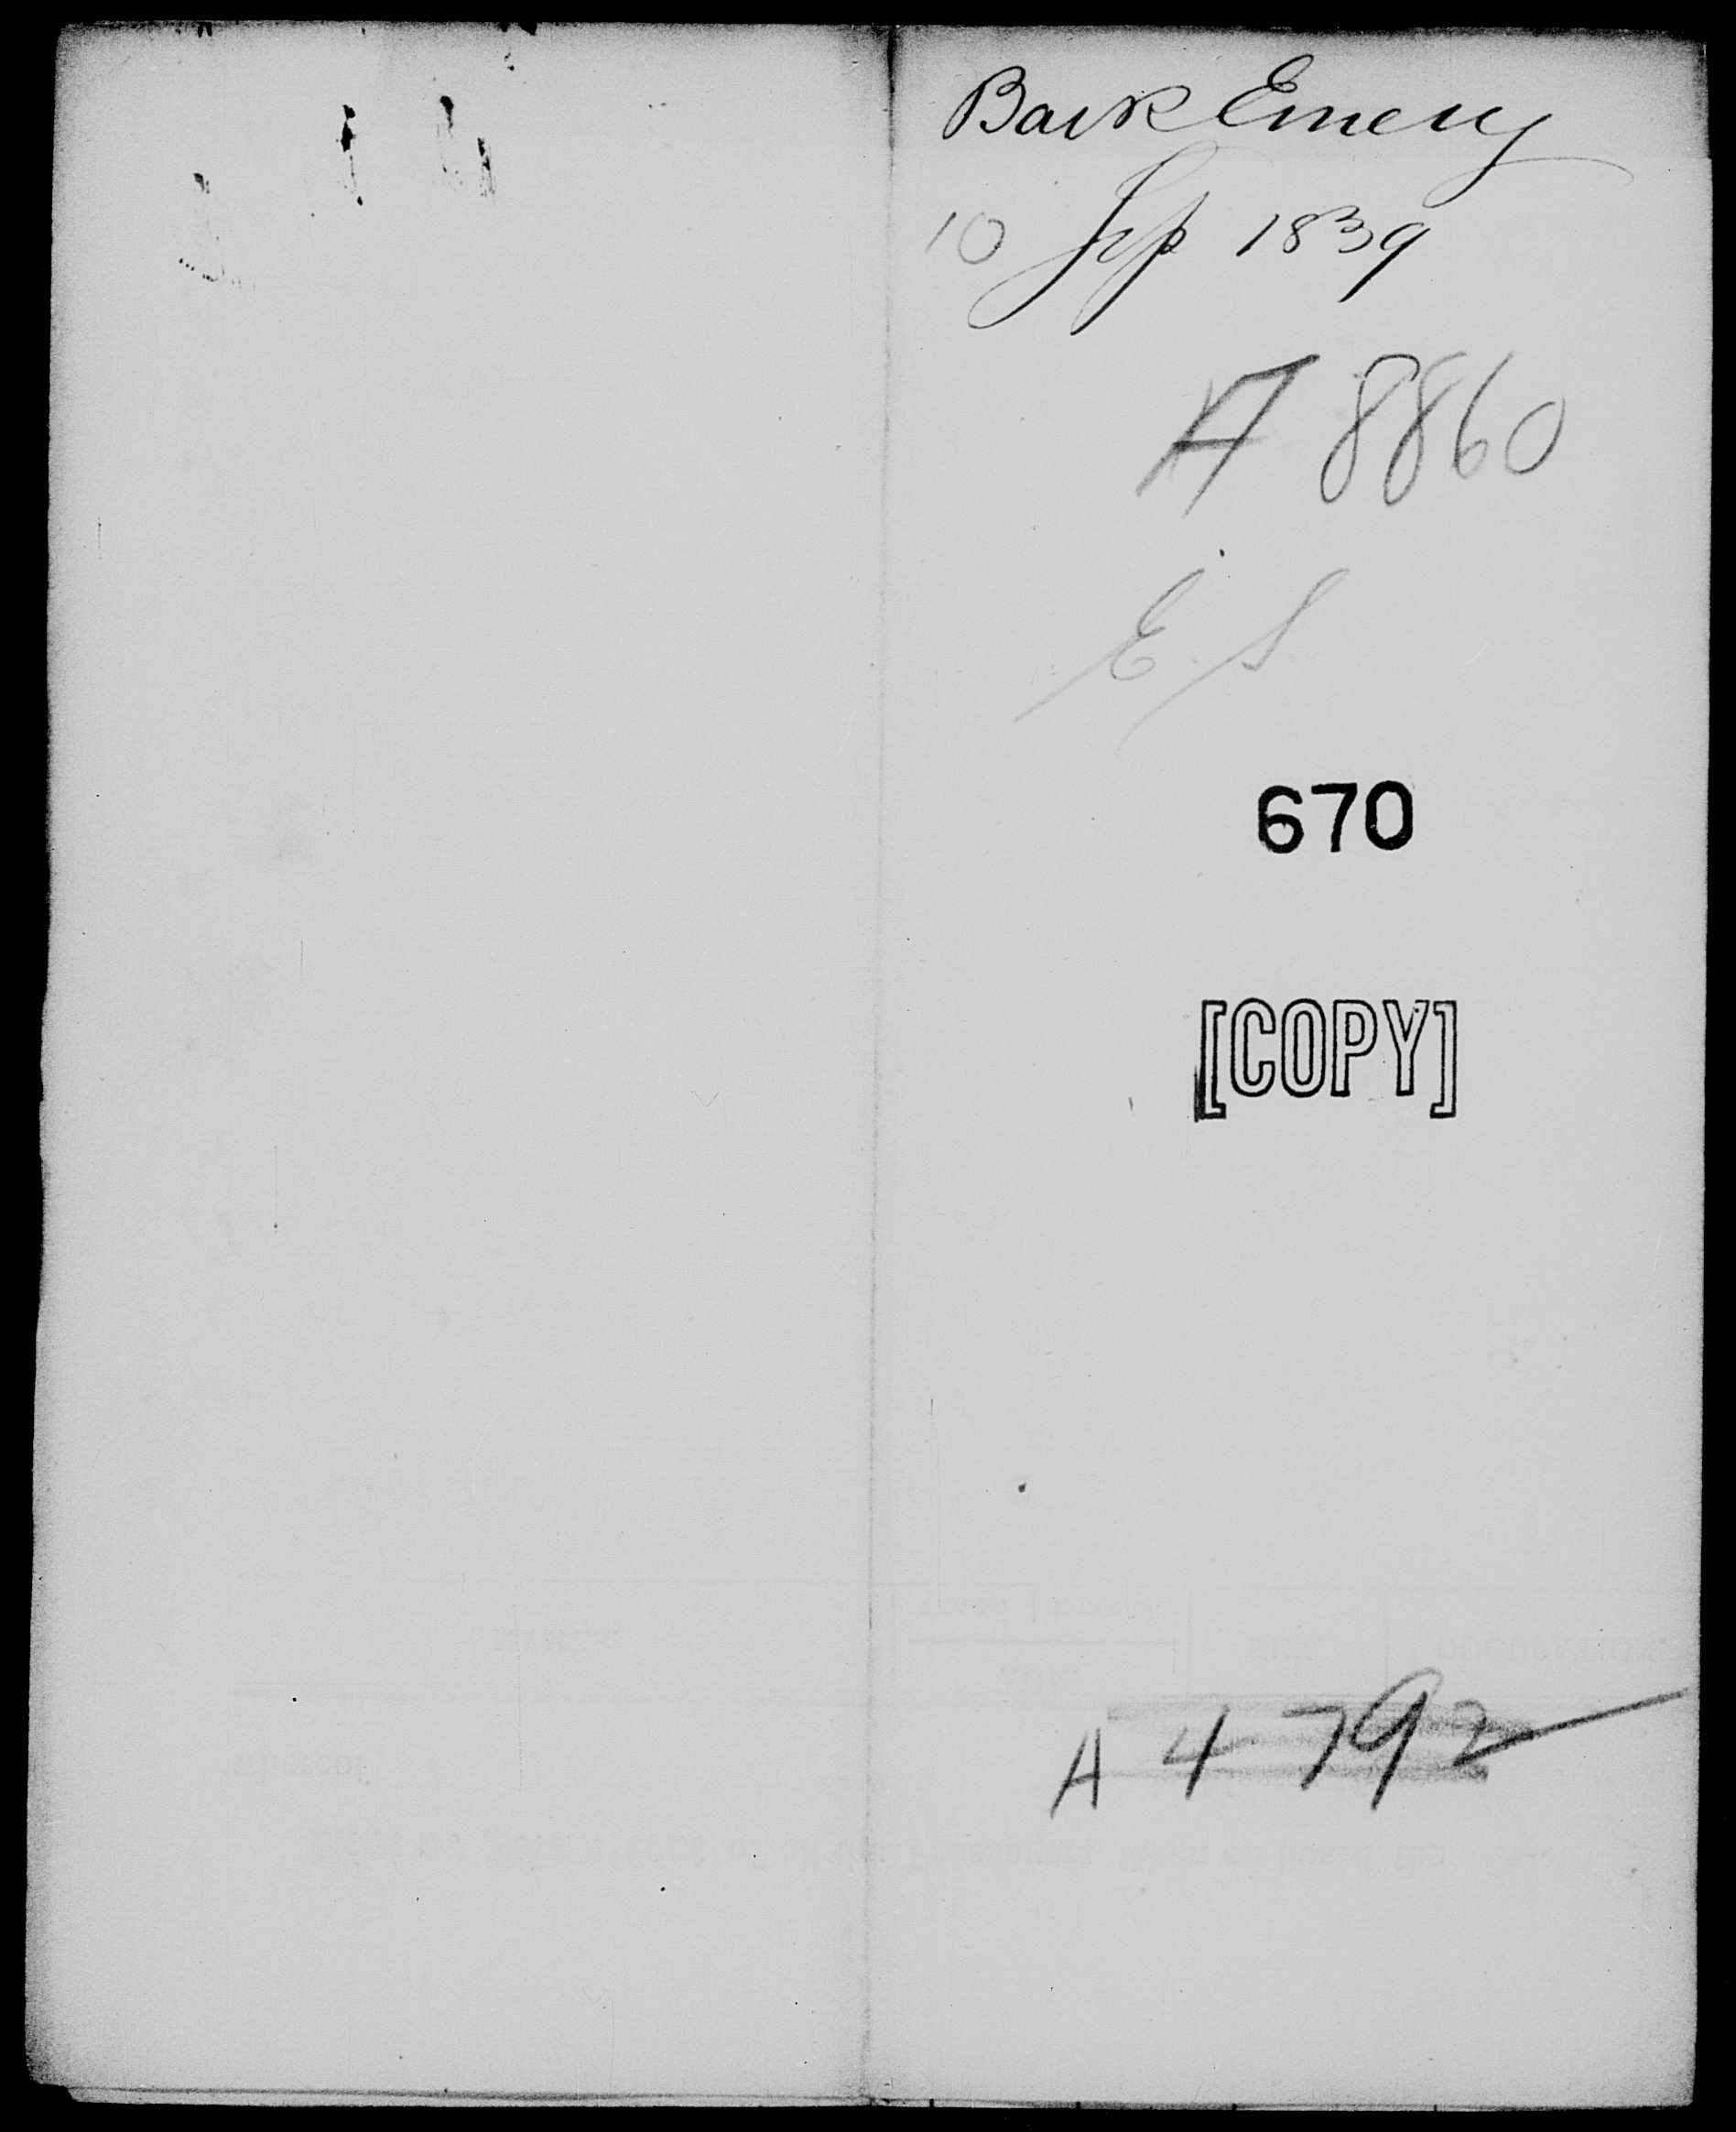 Bark Emery
10 Sep 1839
A 8860
E. S
670
[COPY]
A 4792